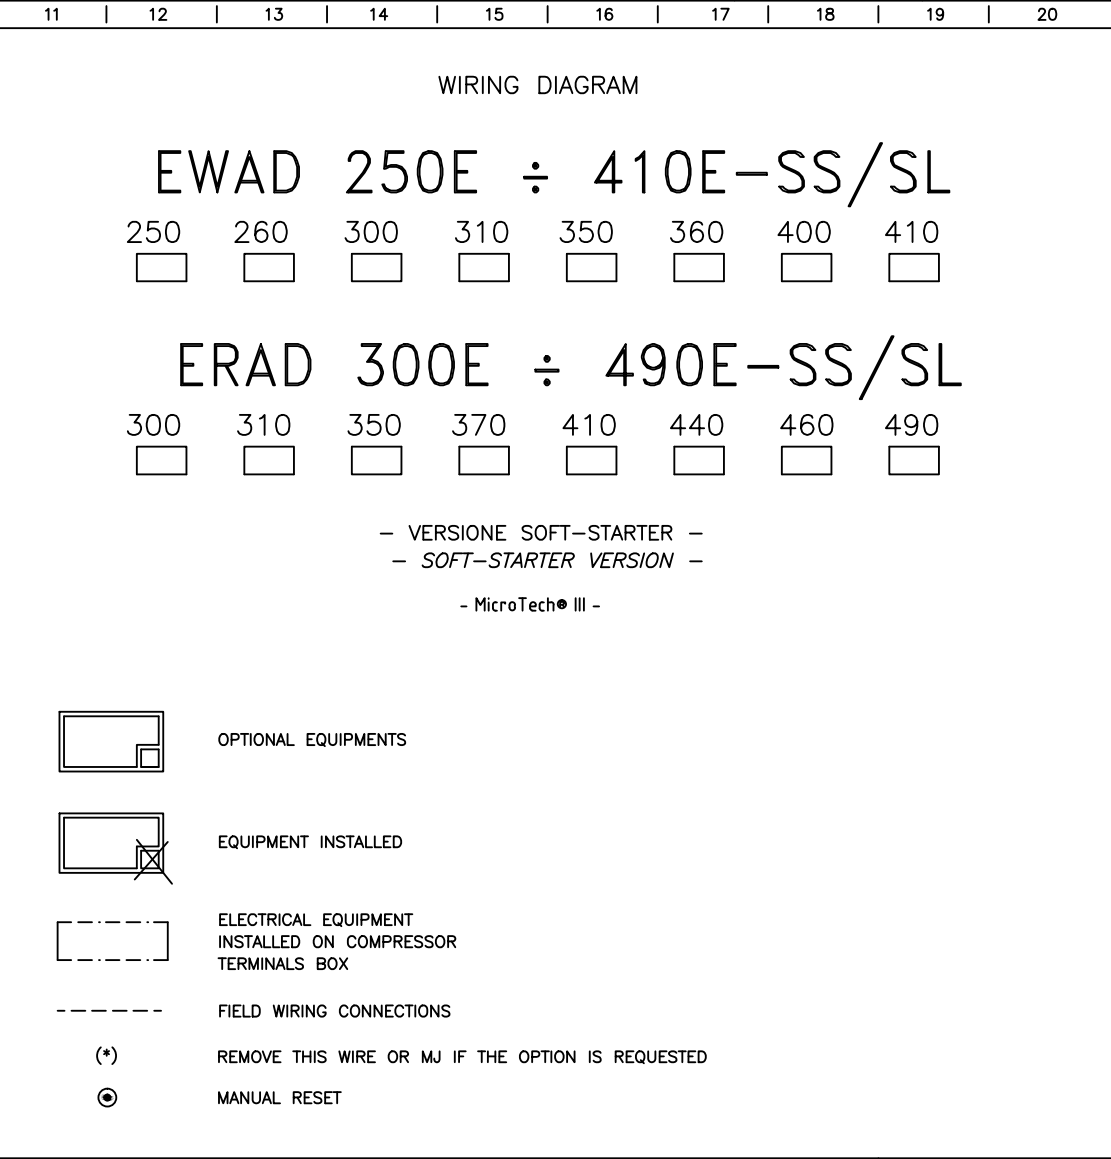 11 | 12 | 13 | 14 | 15 | 16 | 17 | 18 | 19 | 20
WIRING DIAGRAM
EWAD 250E ÷ 410E-SS/SL
250 260 300 310 350 360 400 410
ERAD 300E ÷ 490E-SS/SL
300 310 350 370 410 440 460 490
- VERSIONE SOFT-STARTER -
- SOFT-STARTER VERSION -
- MicroTech® III -
OPTIONAL EQUIPMENTS
EQUIPMENT INSTALLED
ELECTRICAL EQUIPMENT
INSTALLED ON COMPRESSOR
TERMINALS BOX
FIELD WIRING CONNECTIONS
(*) REMOVE THIS WIRE OR MJ IF THE OPTION IS REQUESTED
MANUAL RESET